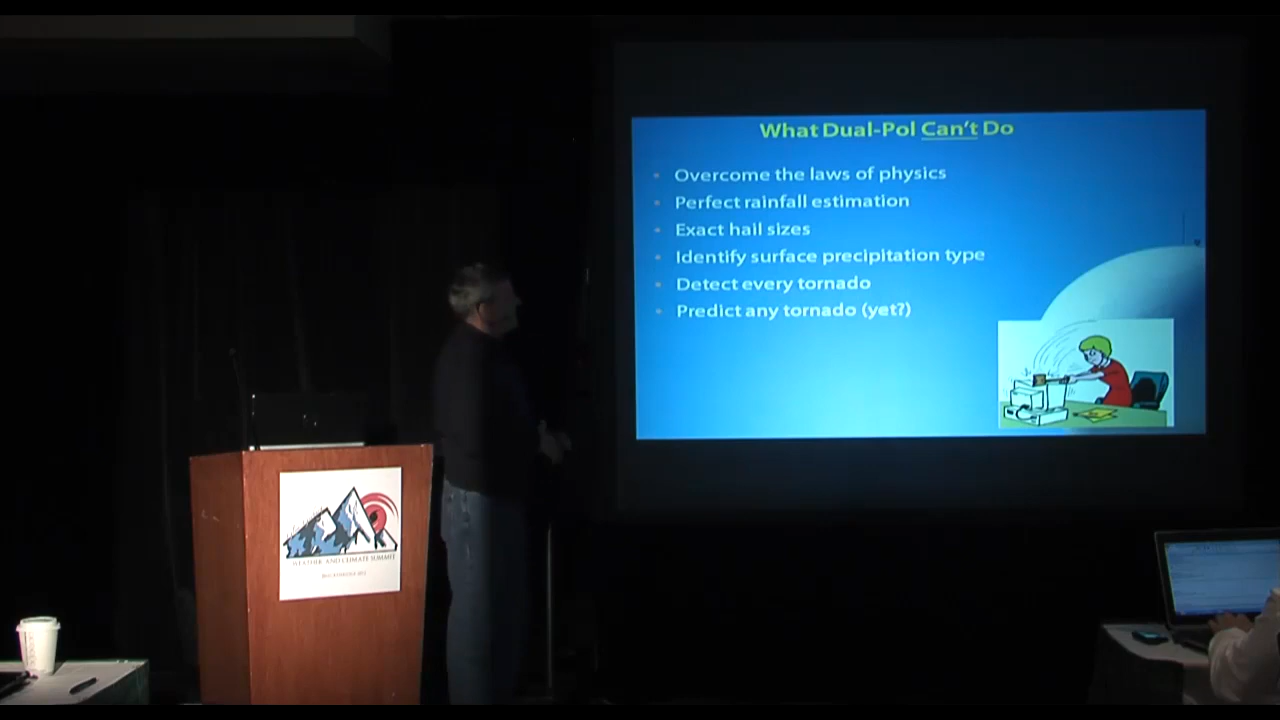 What Dual-Pol Can't Do
• Overcome the laws of physics
• Perfect rainfall estimation
• Exact hail sizes
• Identify surface precipitation type
• Detect every tornado
• Predict any tornado (yet?)
WEATHER AND CLIMATE SUMMIT